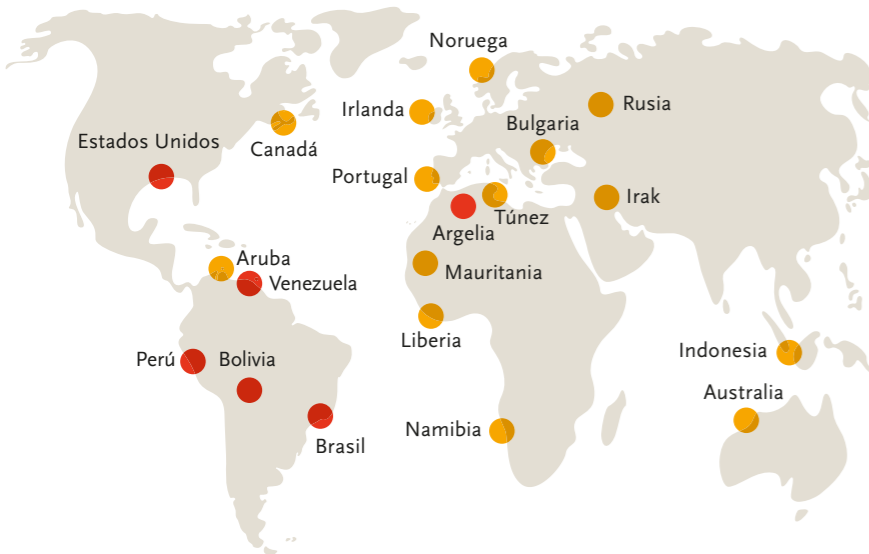 Noruega
Irlanda
Rusia
Bulgaria
Estados Unidos
Canadá
Portugal
Irak
Túnez
Argelia
Aruba
Mauritania
Venezuela
Liberia
Indonesia
Perú
Bolivia
Australia
Namibia
Brasil